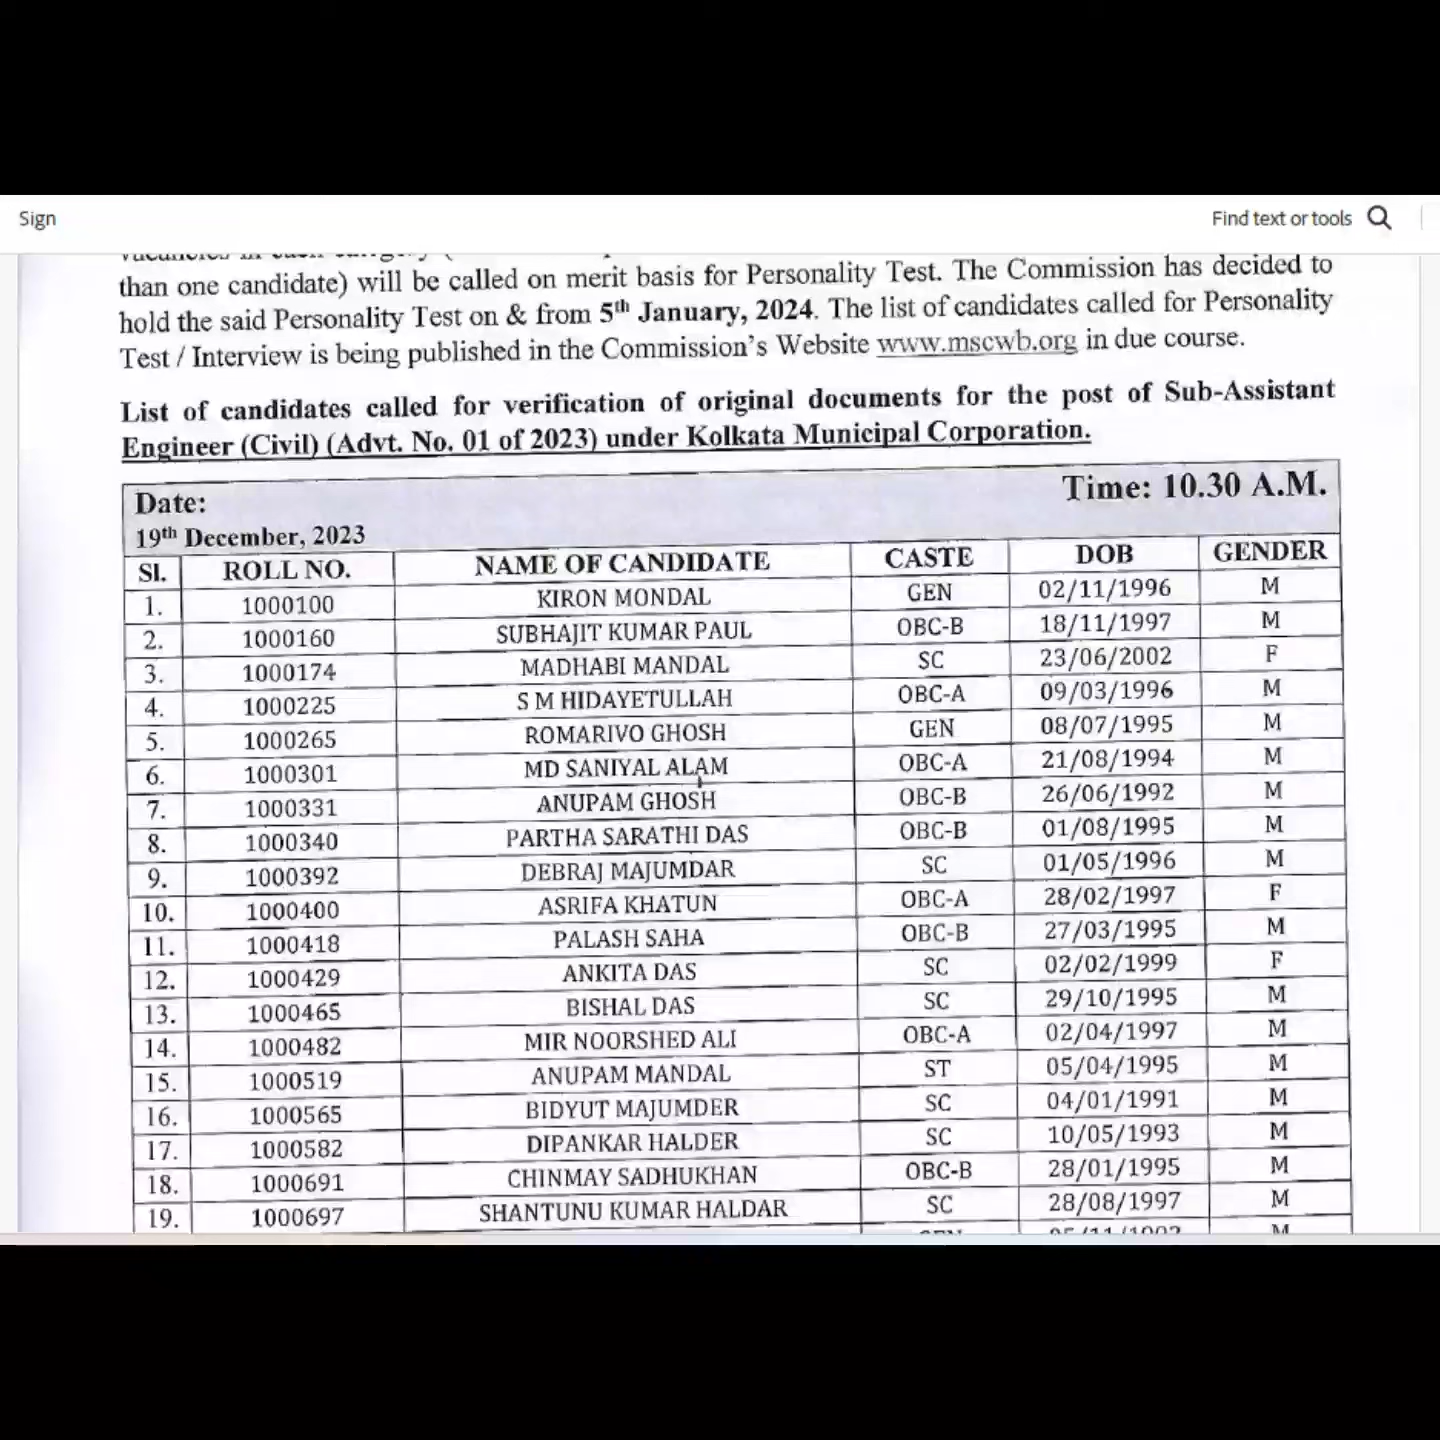 Sign
Find text or tools
than one candidate) will be called on merit basis for Personality Test. The Commission has decided to
hold the said Personality Test on & from 5th January, 2024. The list of candidates called for Personality
Test / Interview is being published in the Commission's Website www.mscwb.org in due course.
List of candidates called for verification of original documents for the post of Sub-Assistant
Engineer (Civil) (Advt. No. 01 of 2023) under Kolkata Municipal Corporation.
Date: Time: 10.30 A.M.
19th December, 2023
Sl. ROLL NO. NAME OF CANDIDATE CASTE DOB GENDER
1. 1000100 KIRON MONDAL GEN 02/11/1996 M
2. 1000160 SUBHAJIT KUMAR PAUL OBC-B 18/11/1997 M
3. 1000174 MADHABI MANDAL SC 23/06/2002 F
4. 1000225 S M HIDAYETULLAH OBC-A 09/03/1996 M
5. 1000265 ROMARIVO GHOSH GEN 08/07/1995 M
6. 1000301 MD SANIYAL ALAM OBC-A 21/08/1994 M
7. 1000331 ANUPAM GHOSH OBC-B 26/06/1992 M
8. 1000340 PARTHA SARATHI DAS OBC-B 01/08/1995 M
9. 1000392 DEBRAJ MAJUMDAR SC 01/05/1996 M
10. 1000400 ASRIFA KHATUN OBC-A 28/02/1997 F
11. 1000418 PALASH SAHA OBC-B 27/03/1995 M
12. 1000429 ANKITA DAS SC 02/02/1999 F
13. 1000465 BISHAL DAS SC 29/10/1995 M
14. 1000482 MIR NOORSHED ALI OBC-A 02/04/1997 M
15. 1000519 ANUPAM MANDAL ST 05/04/1995 M
16. 1000565 BIDYUT MAJUMDER SC 04/01/1991 M
17. 1000582 DIPANKAR HALDER SC 10/05/1993 M
18. 1000691 CHINMAY SADHUKHAN OBC-B 28/01/1995 M
19. 1000697 SHANTUNU KUMAR HALDAR SC 28/08/1997 M